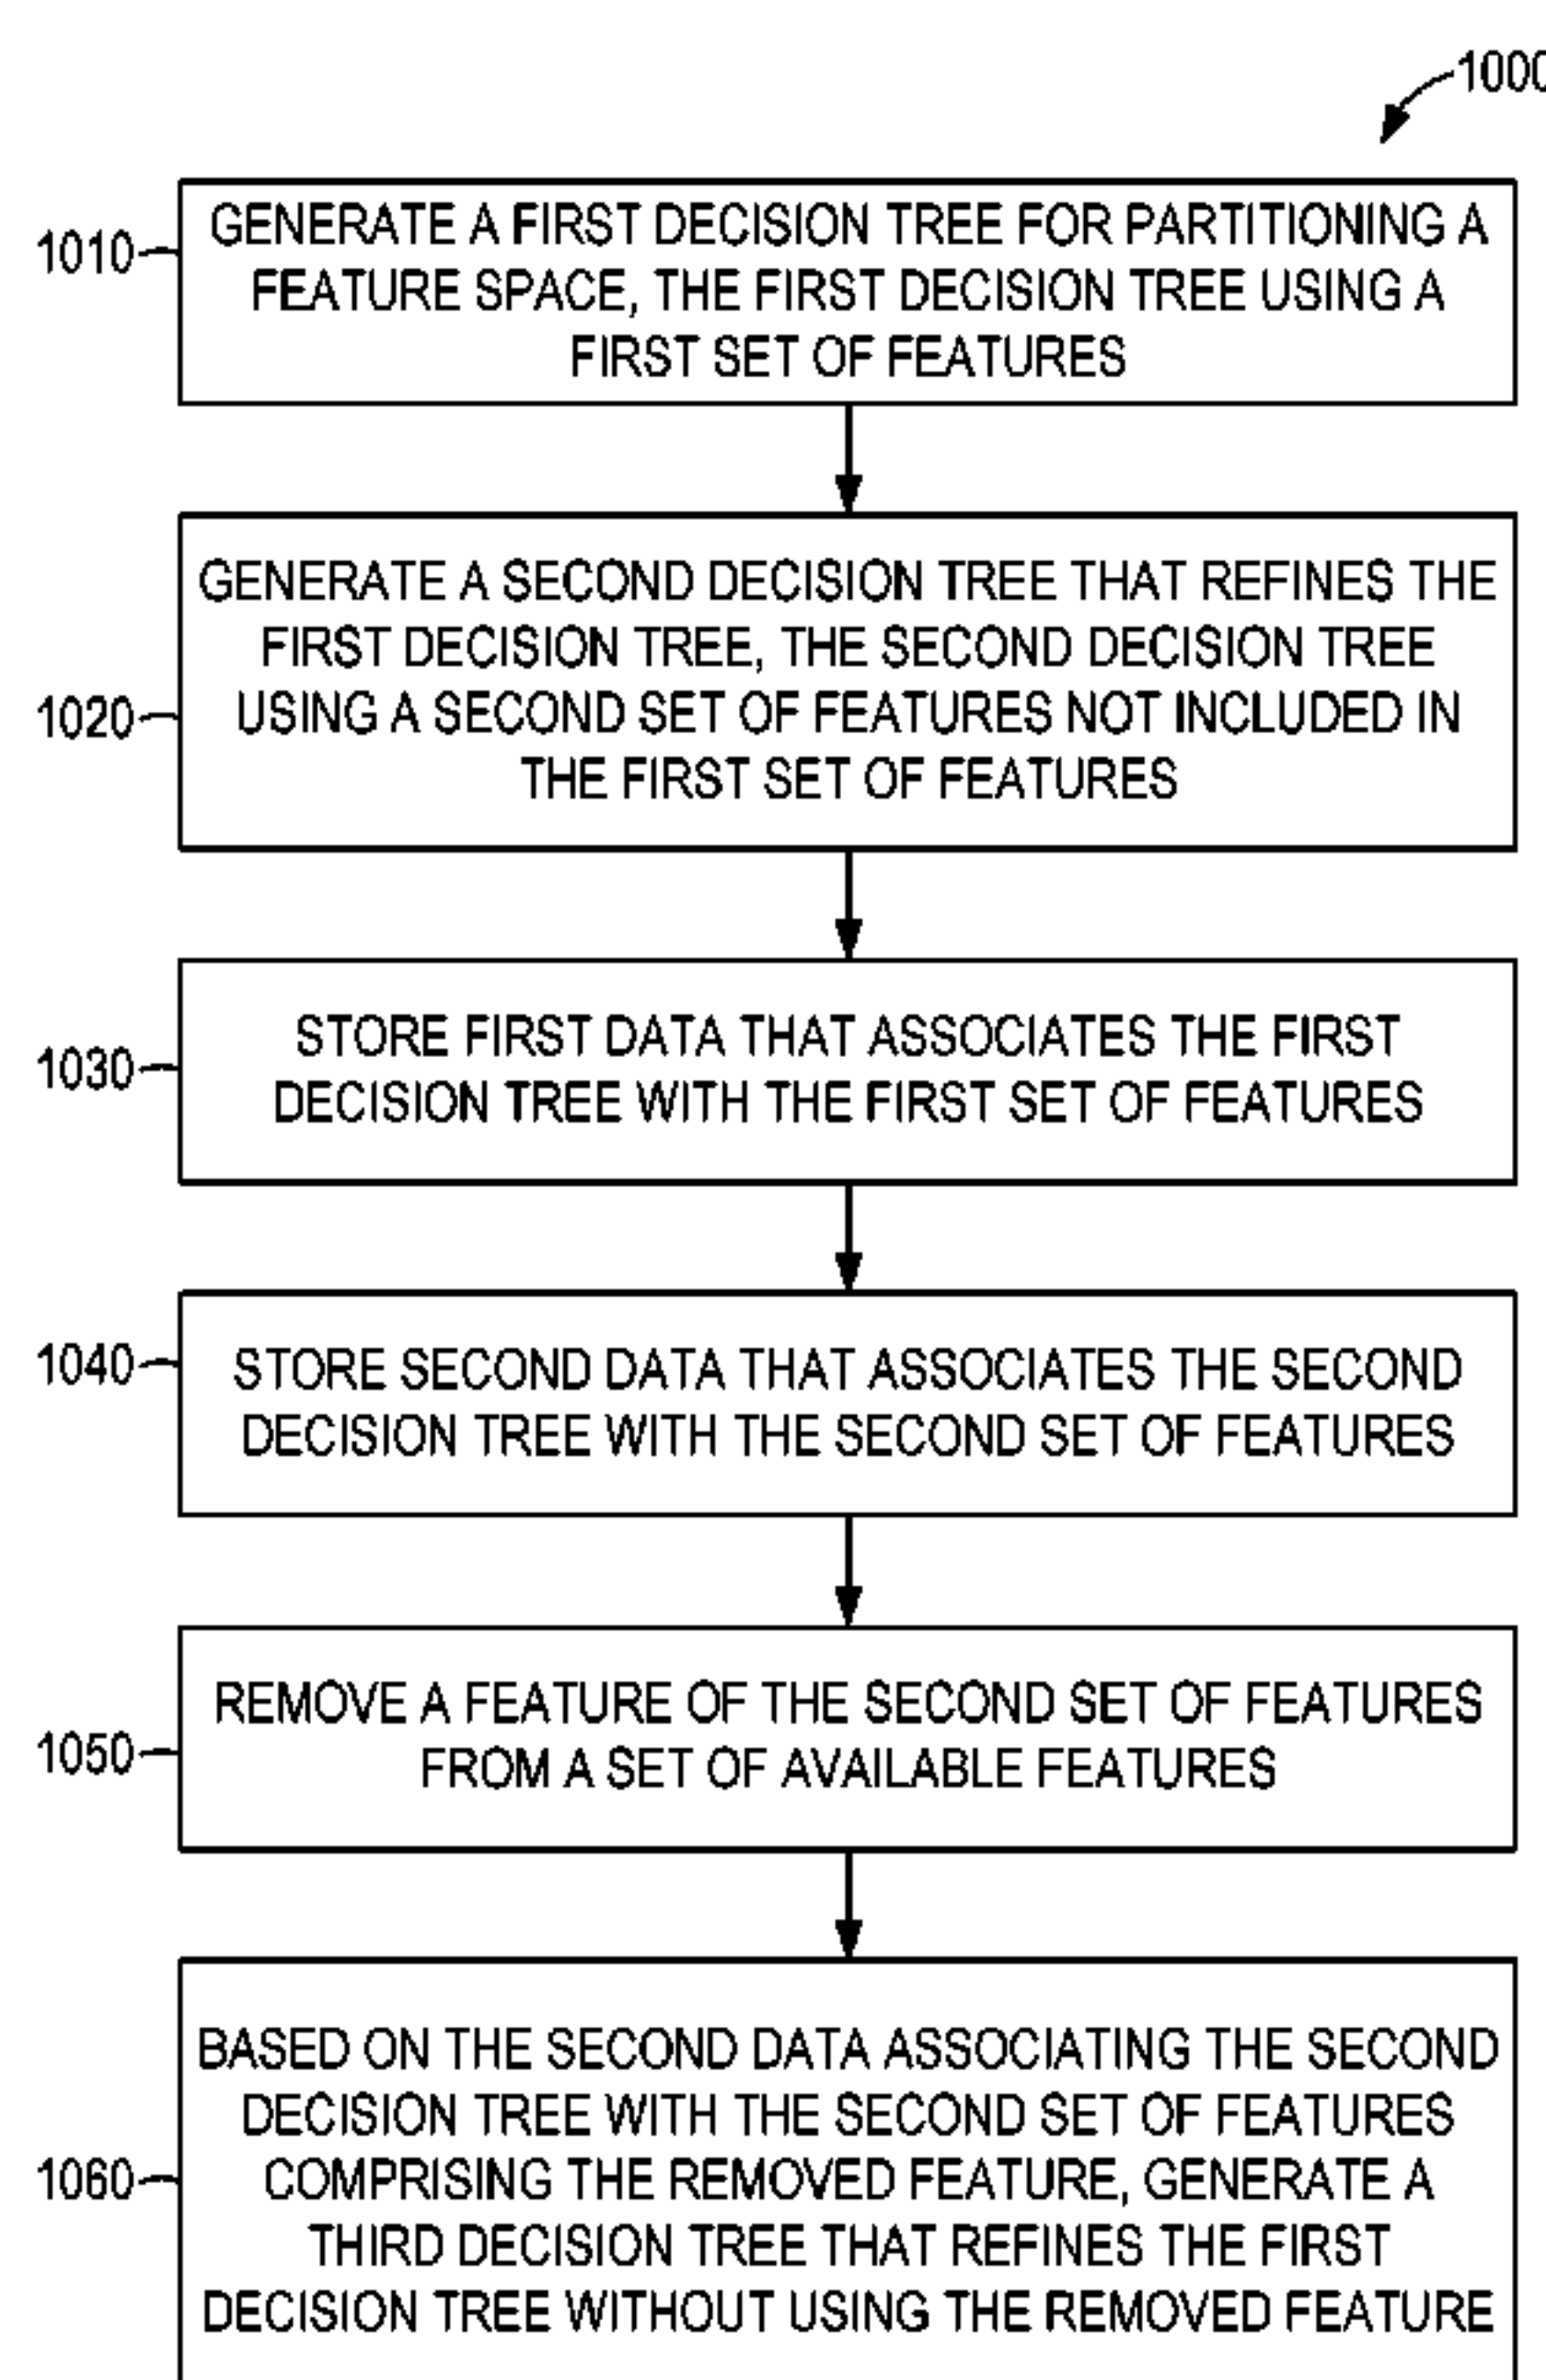 1000
1010
GENERATE A FIRST DECISION TREE FOR PARTITIONING A
FEATURE SPACE, THE FIRST DECISION TREE USING A
FIRST SET OF FEATURES
GENERATE A SECOND DECISION TREE THAT REFINES THE
FIRST DECISION TREE, THE SECOND DECISION TREE
1020
USING A SECOND SET OF FEATURES NOT INCLUDED IN
THE FIRST SET OF FEATURES
1030
STORE FIRST DATA THAT ASSOCIATES THE FIRST
DECISION TREE WITH THE FIRST SET OF FEATURES
1040
STORE SECOND DATA THAT ASSOCIATES THE SECOND
DECISION TREE WITH THE SECOND SET OF FEATURES
REMOVE A FEATURE OF THE SECOND SET OF FEATURES
1050
FROM A SET OF AVAILABLE FEATURES
BASED ON THE SECOND DATA ASSOCIATING THE SECOND
DECISION TREE WITH THE SECOND SET OF FEATURES
1060
COMPRISING THE REMOVED FEATURE, GENERATE A
THIRD DECISION TREE THAT REFINES THE FIRST
DECISION TREE WITHOUT USING THE REMOVED FEATURE